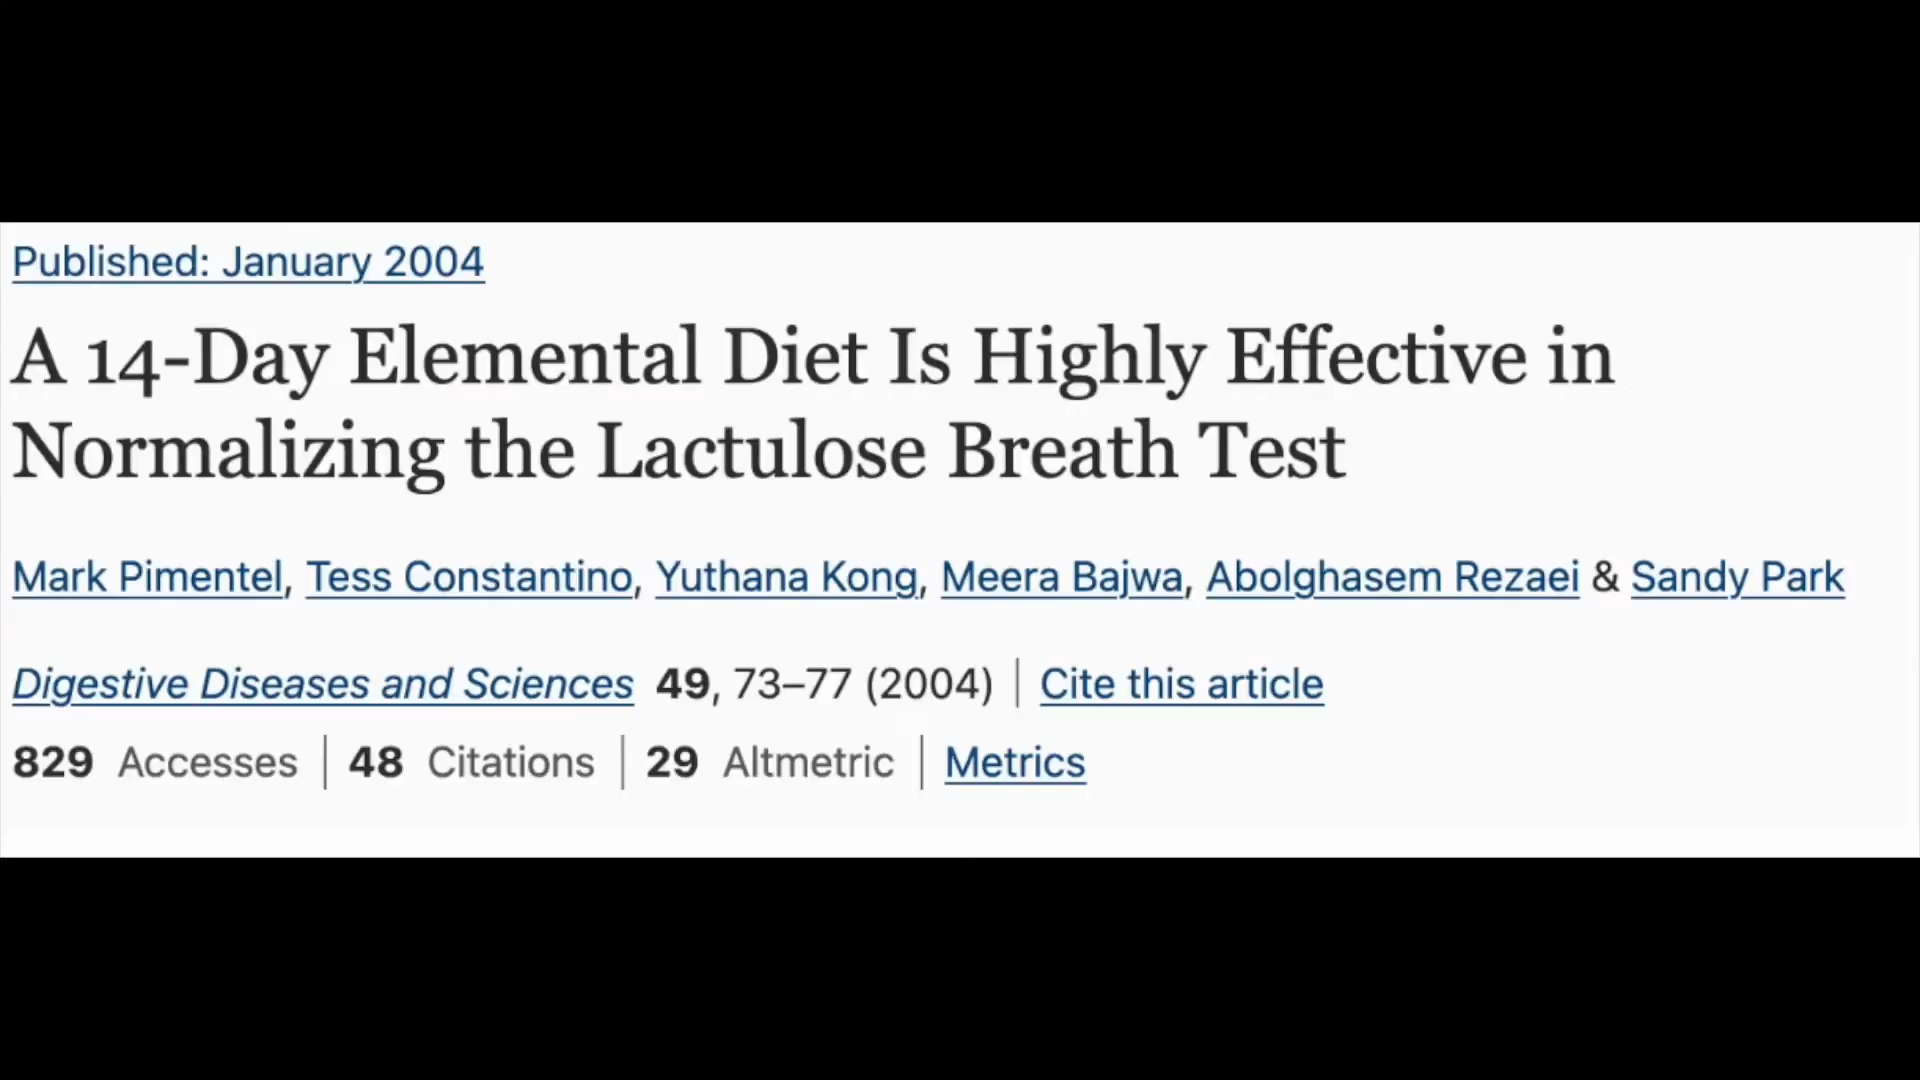 Published: January 2004
A 14-Day Elemental Diet Is Highly Effective in
Normalizing the Lactulose Breath Test
Mark Pimentel, Tess Constantino, Yuthana Kong, Meera Bajwa, Abolghasem Rezaei & Sandy Park
Digestive Diseases and Sciences 49, 73–77 (2004) | Cite this article
829 Accesses | 48 Citations | 29 Altmetric | Metrics